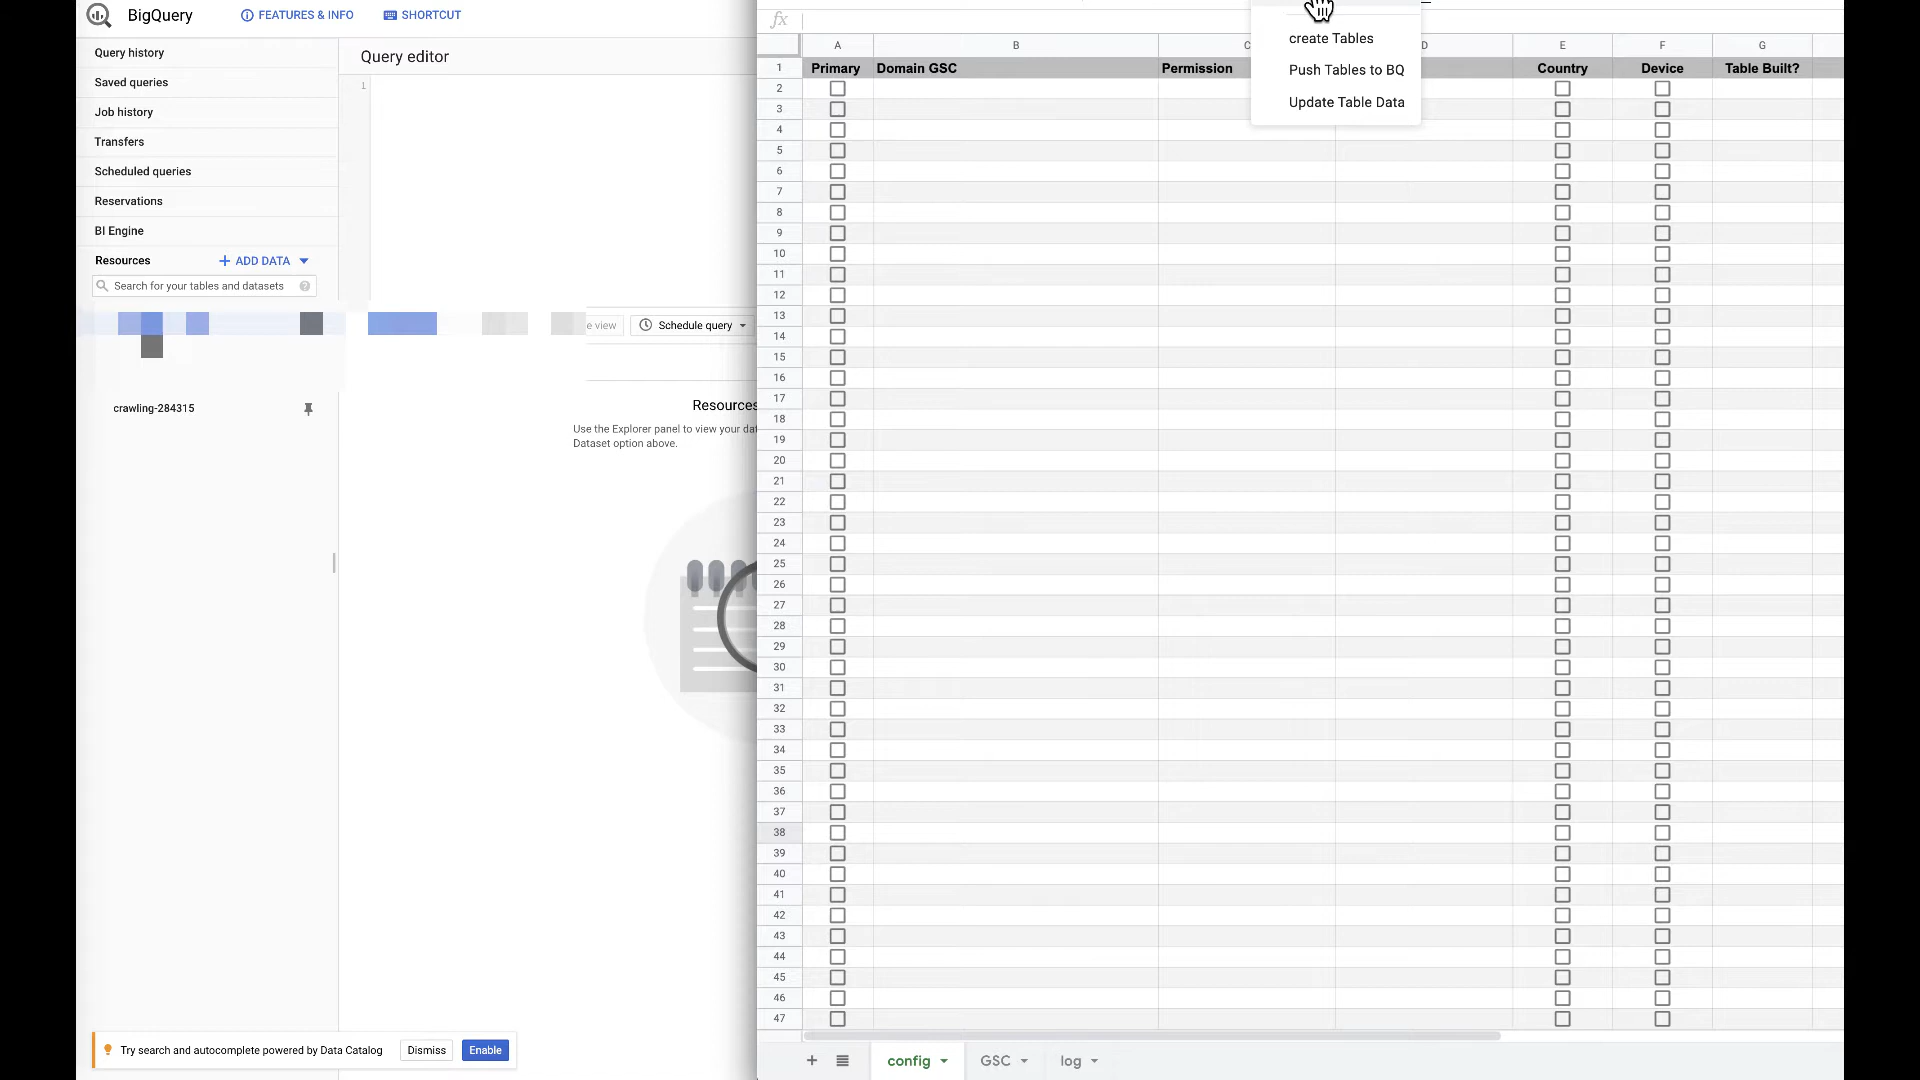 BigQuery
FEATURES & INFO
SHORTCUT
Query history
Saved queries
Job history
Transfers
Scheduled queries
Reservations
BI Engine
Resources
ADD DATA
Search for your tables and datasets
crawling-284315
Query editor
1
Schedule query
Resources
Use the Explorer panel to view your
Dataset option above.
Try search and autocomplete powered by Data Catalog
Dismiss
Enable
fx
create Tables
Push Tables to BQ
Update Table Data
A B C D E F G
1 Primary Domain GSC Permission Country Device Table Built?
2
3
4
5
6
7
8
9
10
11
12
13
14
15
16
17
18
19
20
21
22
23
24
25
26
27
28
29
30
31
32
33
34
35
36
37
38
39
40
41
42
43
44
45
46
47
config
GSC
log